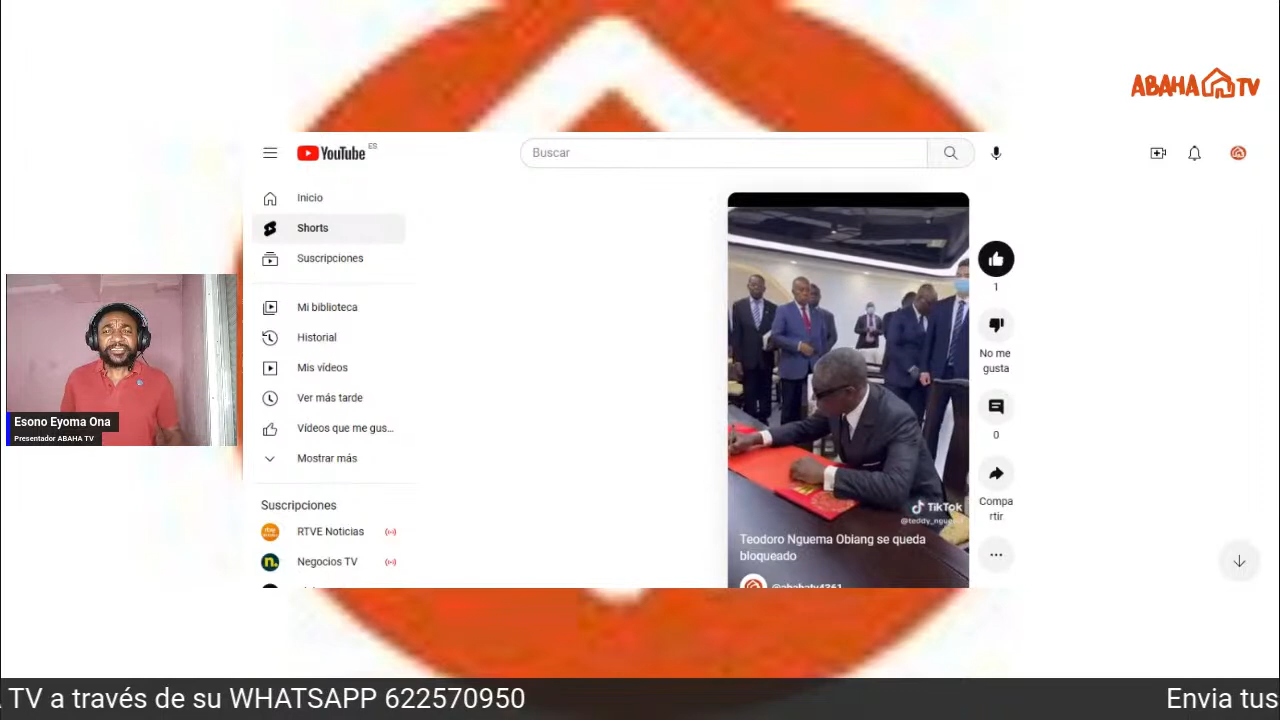 ABAHA TV
YouTube ES
Buscar
Inicio
Shorts
Suscripciones
Mi biblioteca
Historial
Mis vídeos
Ver más tarde
Vídeos que me gus...
Mostrar más
Suscripciones
RTVE Noticias
Negocios TV
1
No me
gusta
0
Compa
rtir
TikTok
Teodoro Nguema Obiang se queda
bloqueado
@abahatv4361
Esono Eyoma Ona
Presentador ABAHA TV
TV a través de su WHATSAPP 622570950
Envia tus